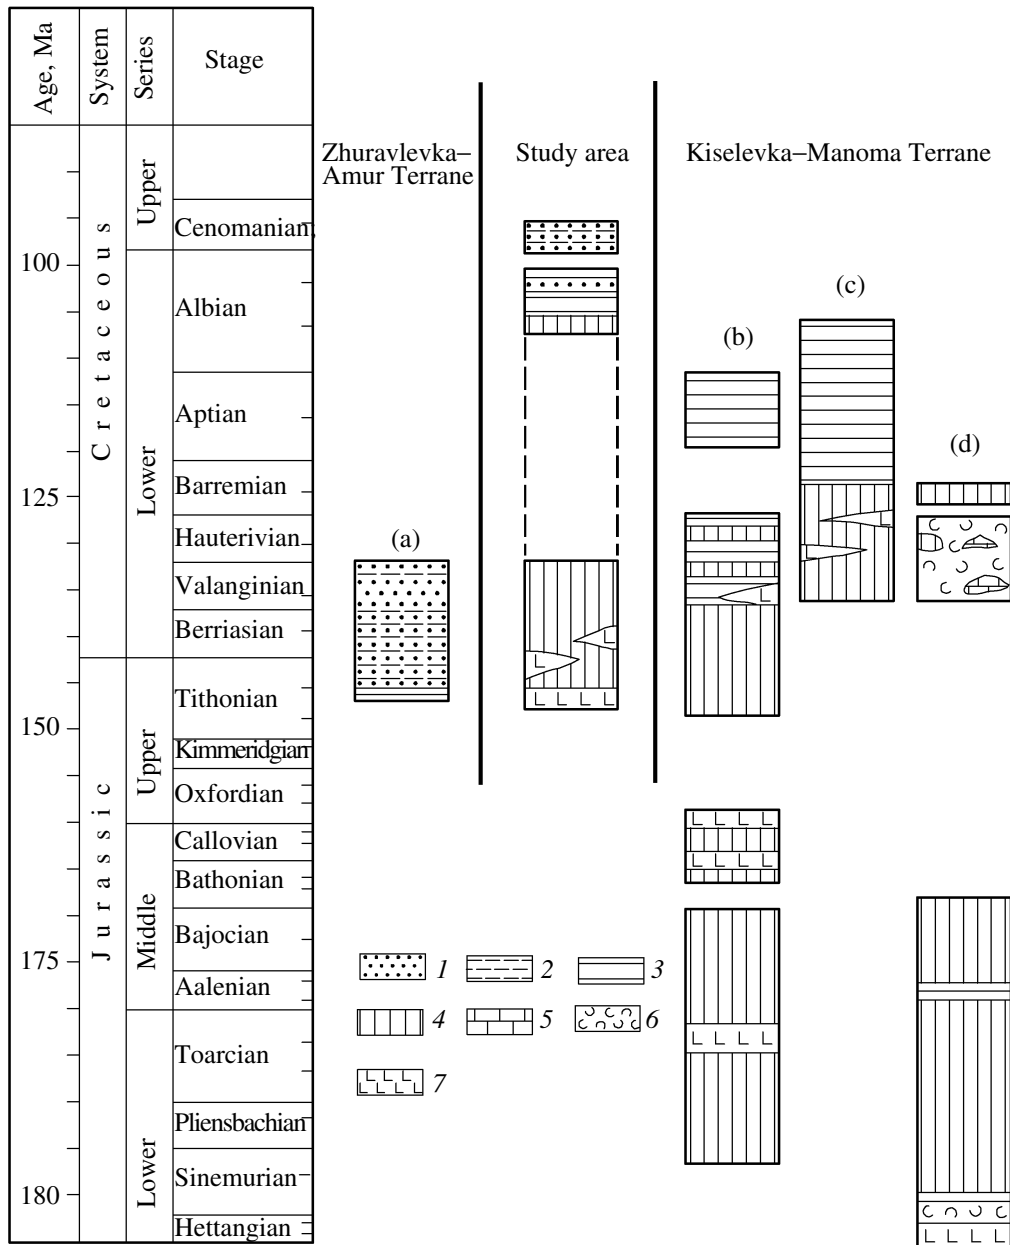 Age, Ma
System
Series
Stage
Zhuravlevka–
Amur Terrane
Study area
Kiselevka–Manoma Terrane
Cretaceous
Jurassic
Upper
Lower
Upper
Middle
Lower
Cenomanian
Albian
Aptian
Barremian
Hauterivian
Valanginian
Berriasian
Tithonian
Kimmeridgian
Oxfordian
Callovian
Bathonian
Bajocian
Aalenian
Toarcian
Pliensbachian
Sinemurian
Hettangian
100
125
150
175
180
(a)
(b)
(c)
(d)
1 2 3
4 5 6
7